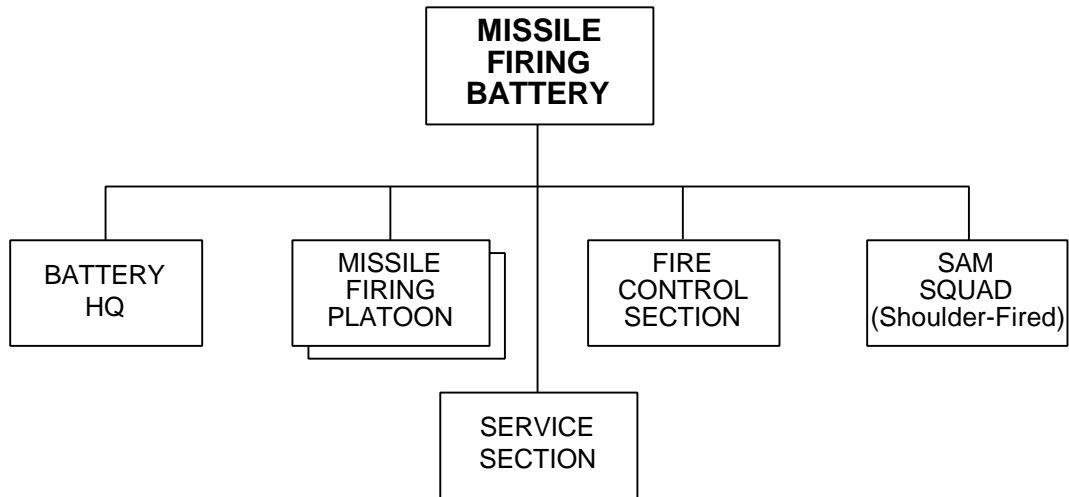 MISSILE
FIRING
BATTERY
BATTERY
HQ
MISSILE
FIRING
PLATOON
FIRE
CONTROL
SECTION
SAM
SQUAD
(Shoulder-Fired)
SERVICE
SECTION